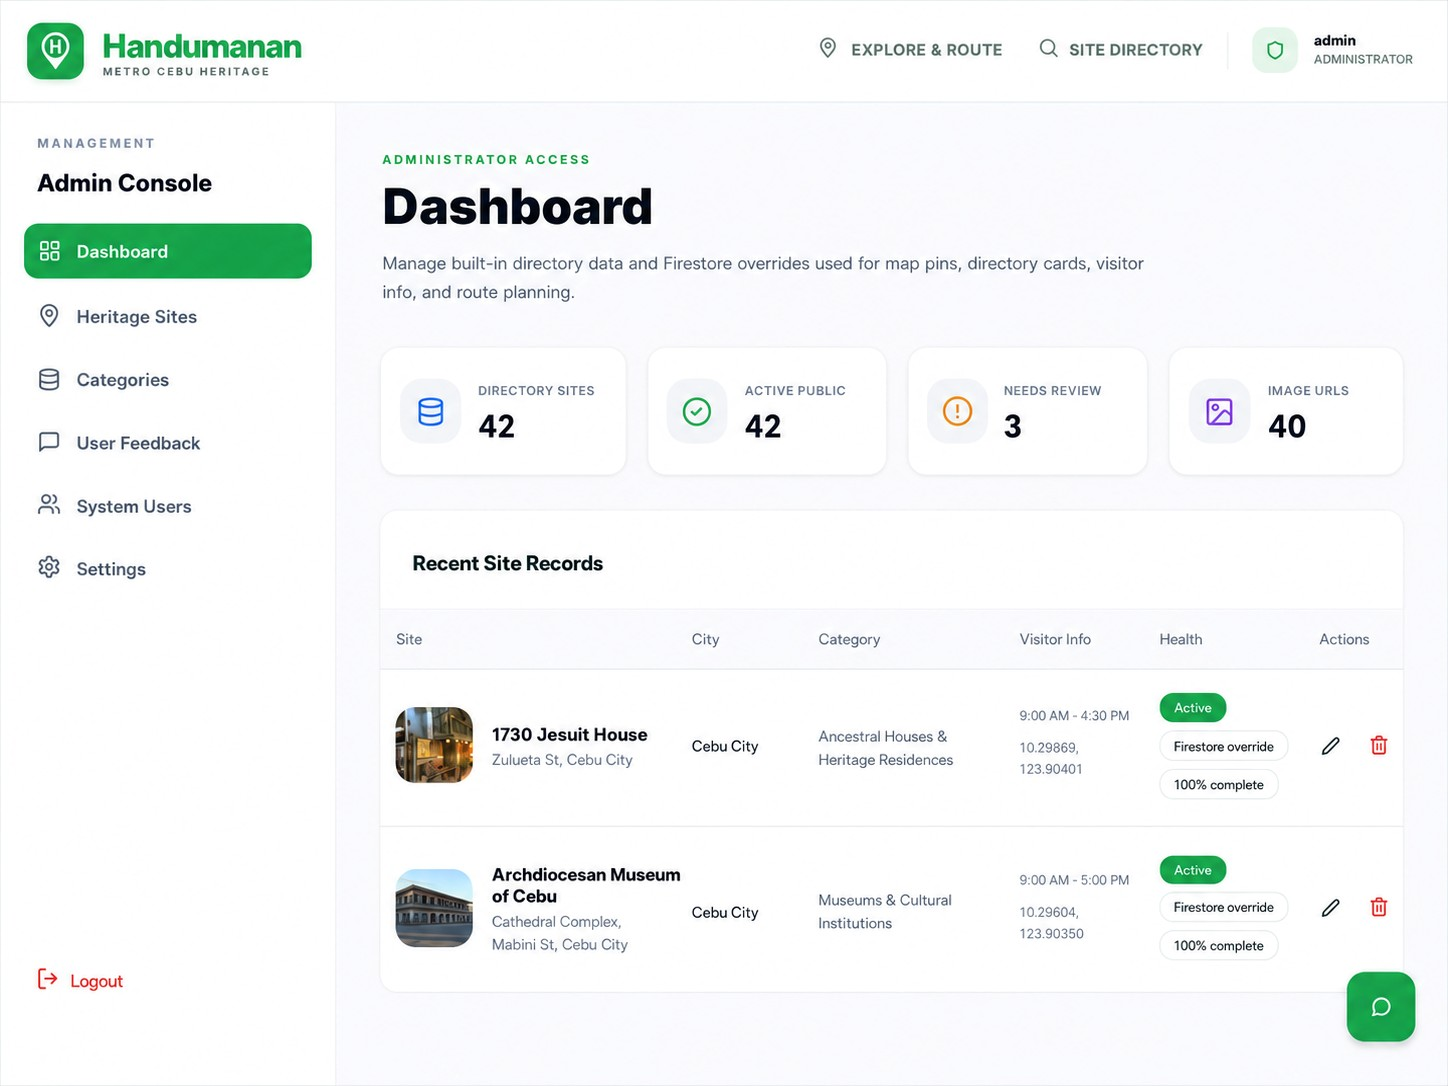 H
Handumanan
METRO CEBU HERITAGE
EXPLORE & ROUTE
SITE DIRECTORY
admin
ADMINISTRATOR
MANAGEMENT
Admin Console
Dashboard
Heritage Sites
Categories
User Feedback
System Users
Settings
Logout
ADMINISTRATOR ACCESS
Dashboard
Manage built-in directory data and Firestore overrides used for map pins, directory cards, visitor
info, and route planning.
DIRECTORY SITES
42
ACTIVE PUBLIC
42
NEEDS REVIEW
3
IMAGE URLS
40
Recent Site Records
Site City Category Visitor Info Health Actions
1730 Jesuit House
Zulueta St, Cebu City
Cebu City
Ancestral Houses &
Heritage Residences
9:00 AM - 4:30 PM
10.29869,
123.90401
Active
Firestore override
100% complete
Archdiocesan Museum
of Cebu
Cathedral Complex,
Mabini St, Cebu City
Cebu City
Museums & Cultural
Institutions
9:00 AM - 5:00 PM
10.29604,
123.90350
Active
Firestore override
100% complete